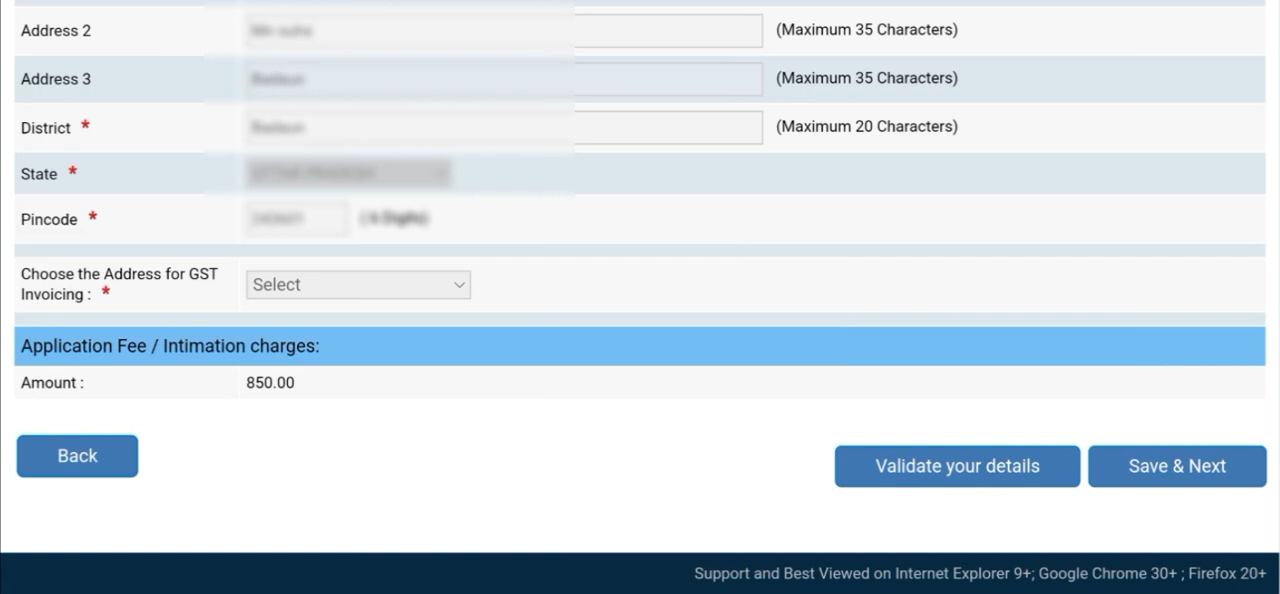 Address 2 (Maximum 35 Characters)
Address 3 (Maximum 35 Characters)
District * (Maximum 20 Characters)
State *
Pincode *
Choose the Address for GST
Invoicing : * Select
Application Fee / Intimation charges:
Amount : 850.00
Back
Validate your details Save & Next
Support and Best Viewed on Internet Explorer 9+; Google Chrome 30+ ; Firefox 20+